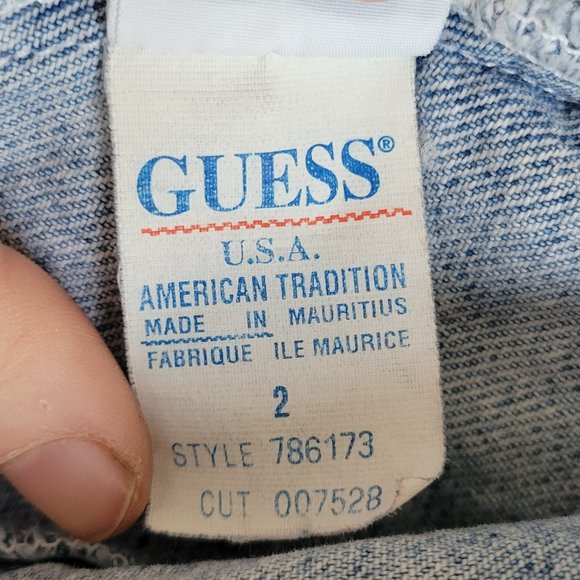 GUESS®
U.S.A.
AMERICAN TRADITION
MADE IN MAURITIUS
FABRIQUE ILE MAURICE
2
STYLE 786173
CUT 007528